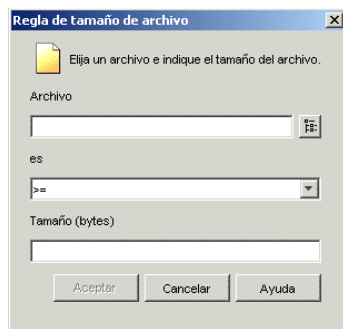 Regla de tamaño de archivo
Elija un archivo e indique el tamaño del archivo.
Archivo
es
>=
Tamaño (bytes)
Aceptar Cancelar Ayuda